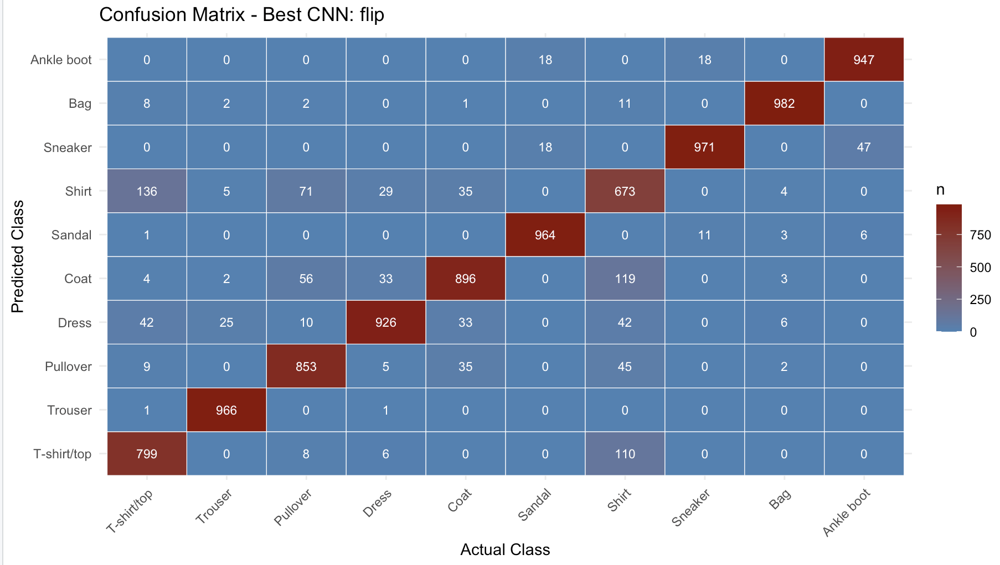 Confusion Matrix - Best CNN: flip
Predicted Class
Ankle boot 0 0 0 0 0 18 0 18 0 947
Bag 8 2 2 0 1 0 11 0 982 0
Sneaker 0 0 0 0 0 18 0 971 0 47
Shirt 136 5 71 29 35 0 673 0 4 0
Sandal 1 0 0 0 0 964 0 11 3 6
Coat 4 2 56 33 896 0 119 0 3 0
Dress 42 25 10 926 33 0 42 0 6 0
Pullover 9 0 853 5 35 0 45 0 2 0
Trouser 1 966 0 1 0 0 0 0 0 0
T-shirt/top 799 0 8 6 0 0 110 0 0 0
T-shirt/top Trouser Pullover Dress Coat Sandal Shirt Sneaker Bag Ankle boot
Actual Class
n
750
500
250
0